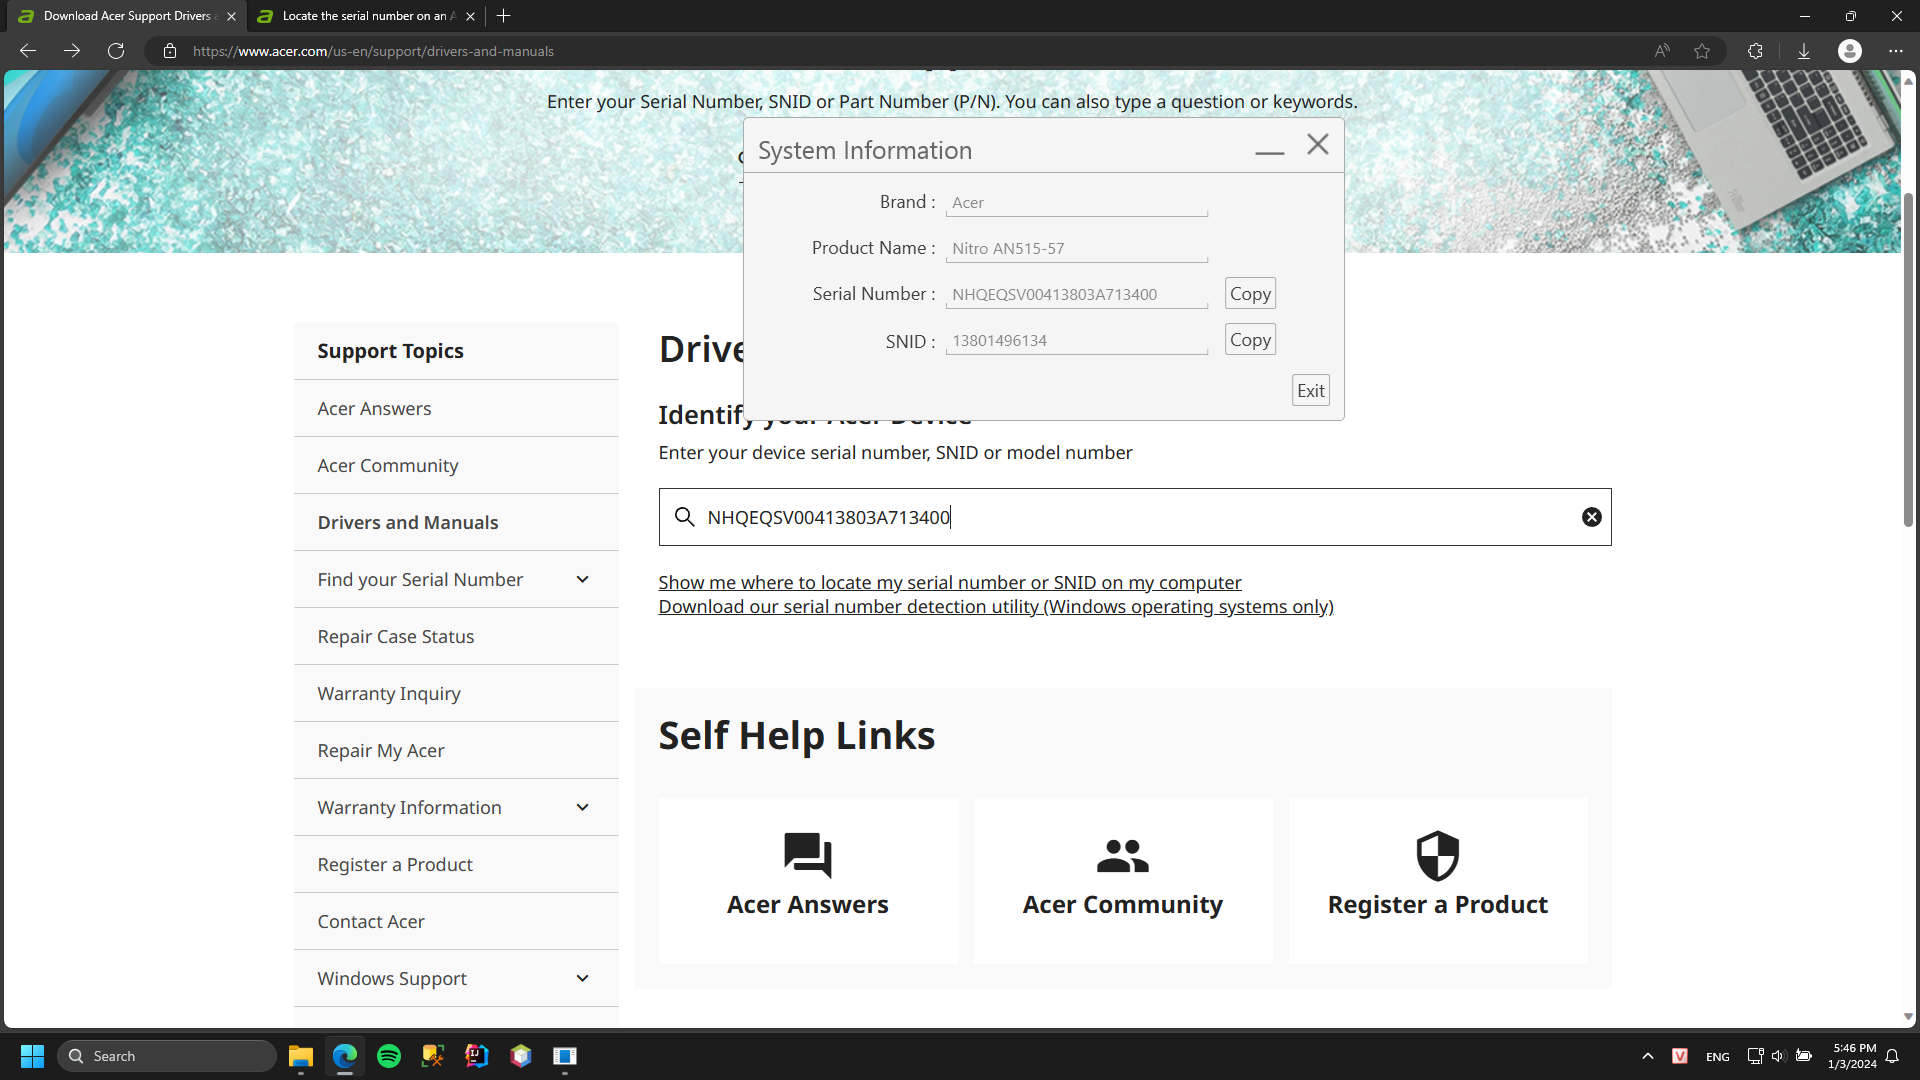 Download Acer Support Drivers a
Locate the serial number on an A
https://www.acer.com/us-en/support/drivers-and-manuals
Enter your Serial Number, SNID or Part Number (P/N). You can also type a question or keywords.
System Information
Brand : Acer
Product Name : Nitro AN515-57
Serial Number : NHQEQSV00413803A713400 Copy
SNID : 13801496134 Copy
Exit
Support Topics
Acer Answers
Acer Community
Drivers and Manuals
Find your Serial Number
Repair Case Status
Warranty Inquiry
Repair My Acer
Warranty Information
Register a Product
Contact Acer
Windows Support
Drive
Identify your Acer Device
Enter your device serial number, SNID or model number
NHQEQSV00413803A713400
Show me where to locate my serial number or SNID on my computer
Download our serial number detection utility (Windows operating systems only)
Self Help Links
Acer Answers
Acer Community
Register a Product
Search
V
ENG
5:46 PM
1/3/2024